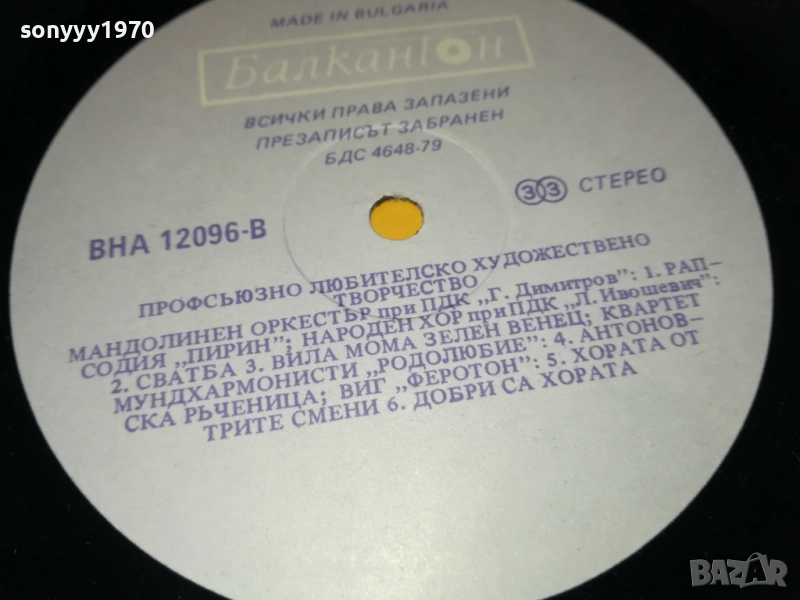 sonyyy1970
MADE IN BULGARIA
Балкантон
ВСИЧКИ ПРАВА ЗАПАЗЕНИ
ПРЕЗАПИСЪТ ЗАБРАНЕН
БДС 4648-79
ВНА 12096-В
33 СТЕРЕО
ПРОФСЬЮЗНО ЛЮБИТЕЛСКО ХУДОЖЕСТВЕНО
ТВОРЧЕСТВО
МАНДОЛИНЕН ОРКЕСТЪР при ПДК „Г. Димитров": 1. РАП-
СОДИЯ „ПИРИН"; НАРОДЕН ХОР при ПДК „Л. Ивошевич":
2. СВАТБА 3. ВИЛА МОМА ЗЕЛЕН ВЕНЕЦ; КВАРТЕТ
МУНДХАРМОНИСТИ „РОДОЛЮБИЕ": 4. АНТОНОВ-
СКА РЬЧЕНИЦА; ВИГ „ФЕРОТОН": 5. ХОРАТА ОТ
ТРИТЕ СМЕНИ 6. ДОБРИ СА ХОРАТА
BAZAR